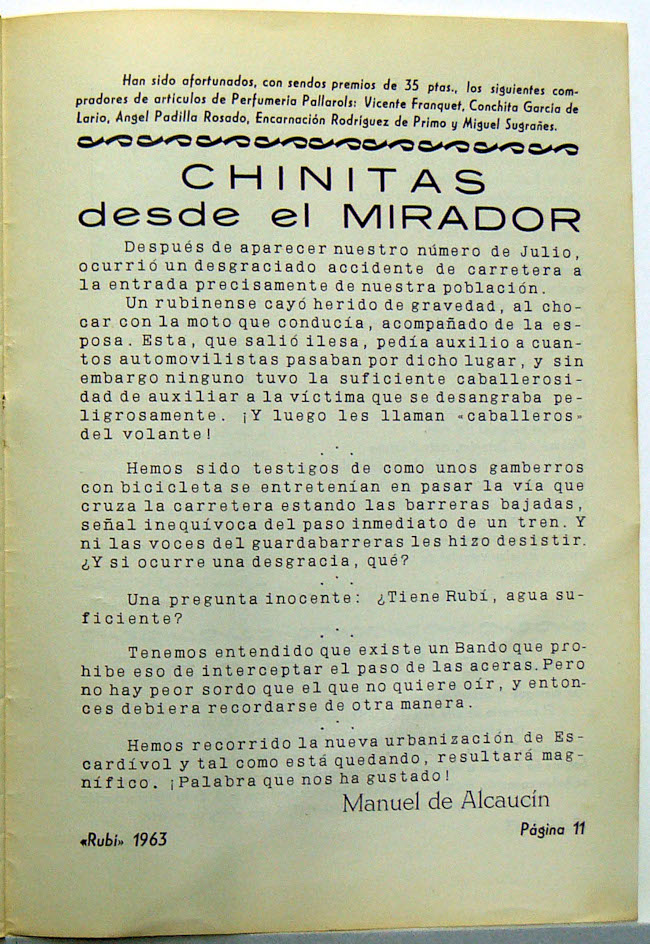 Han sido afortunados, con sendos premios de 35 ptas., los siguientes com-
pradores de artículos de Perfumería Pallarols: Vicente Franquet, Conchita García de
Lario, Angel Padilla Rosado, Encarnación Rodríguez de Primo y Miguel Sugrañes.
CHINITAS
desde el MIRADOR
Después de aparecer nuestro número de Julio,
ocurrió un desgraciado accidente de carretera a
la entrada precisamente de nuestra población.
Un rubinense cayó herido de gravedad, al cho-
car con la moto que conducía, acompañado de la es-
posa. Esta, que salió ilesa, pedía auxilio a cuan-
tos automovilistas pasaban por dicho lugar, y sin
embargo ninguno tuvo la suficiente caballerosi-
dad de auxiliar a la víctima que se desangraba pe-
ligrosamente. ¡Y luego les llaman «caballeros»
del volante!
. · .
Hemos sido testigos de como unos gamberros
con bicicleta se entretenían en pasar la vía que
cruza la carretera estando las barreras bajadas,
señal inequívoca del paso inmediato de un tren. Y
ni las voces del guardabarreras les hizo desistir.
¿Y si ocurre una desgracia, qué?
. · .
Una pregunta inocente: ¿Tiene Rubí, agua su-
ficiente?
. · .
Tenemos entendido que existe un Bando que pro-
hibe eso de interceptar el paso de las aceras. Pero
no hay peor sordo que el que no quiere oír, y enton-
ces debiera recordarse de otra manera.
. · .
Hemos recorrido la nueva urbanización de Es-
cardívol y tal como está quedando, resultará mag-
nífico. ¡Palabra que nos ha gustado!
Manuel de Alcaucín
«Rubí» 1963
Página 11